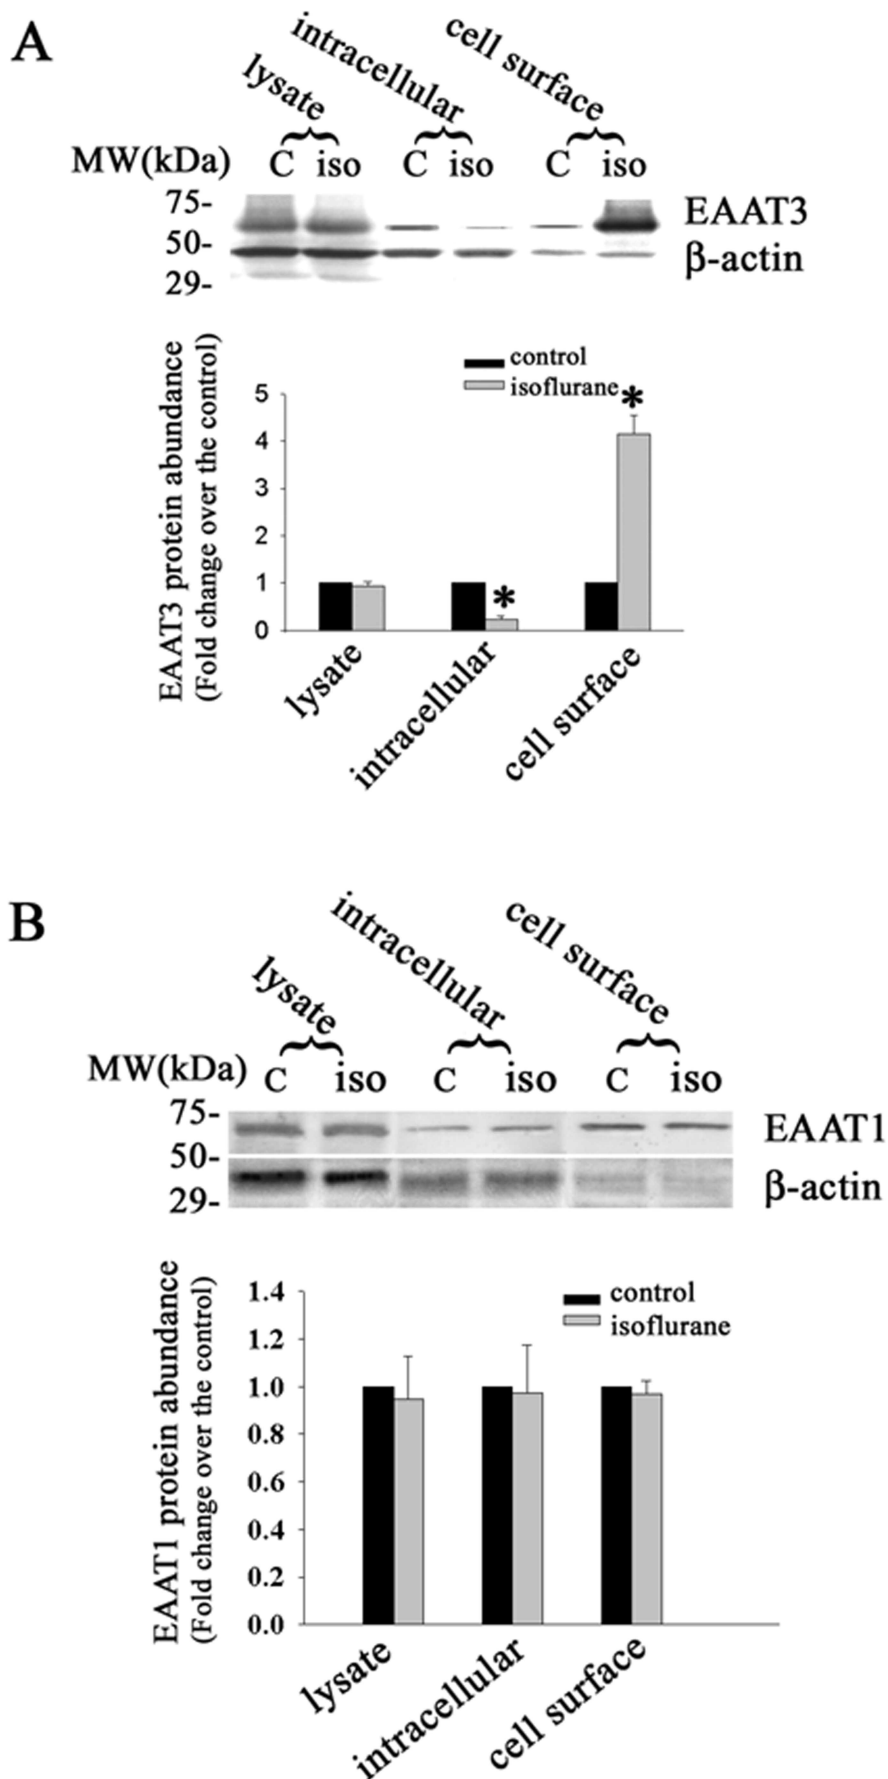 A
lysate
intracellular
cell surface
MW(kDa) C iso C iso C iso
75-
50-
29-
EAAT3
β-actin
EAAT3 protein abundance
(Fold change over the control)
control
isoflurane
*
*
5
4
3
2
1
0
lysate
intracellular
cell surface
B
lysate
intracellular
cell surface
MW(kDa) C iso C iso C iso
75-
50-
29-
EAAT1
β-actin
EAAT1 protein abundance
(Fold change over the control)
control
isoflurane
1.4
1.2
1.0
0.8
0.6
0.4
0.2
0.0
lysate
intracellular
cell surface